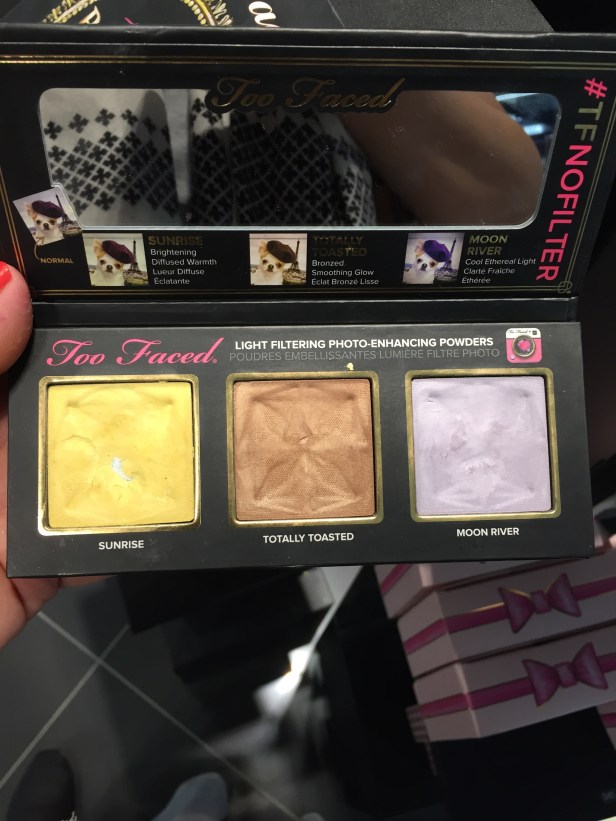 Too Faced
#TFNOFILTER
NORMAL
SUNRISE
Brightening
Diffused Warmth
Lueur Diffuse
Éclatante
TOTALLY
TOASTED
Bronzed
Smoothing Glow
Éclat Bronzé Lisse
MOON
RIVER
Cool Ethereal Light
Clarté Fraîche
Éthérée
Too Faced.
LIGHT FILTERING PHOTO-ENHANCING POWDERS
POUDRES EMBELLISSANTES LUMIÈRE FILTRE PHOTO
SUNRISE
TOTALLY TOASTED
MOON RIVER